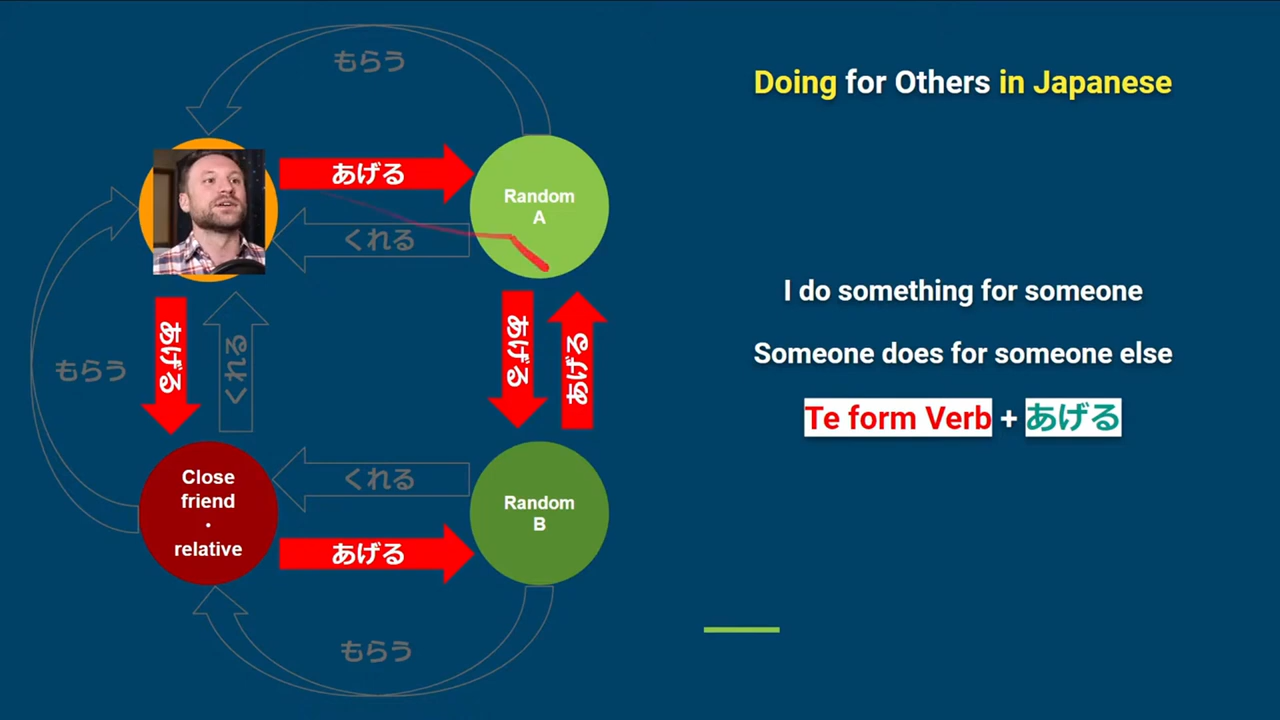 もらう
Doing for Others in Japanese
あげる
Random
A
くれる
I do something for someone
Someone does for someone else
Te form Verb + あげる
あげる
くれる
もらう
あげる
あげる
Close
friend
・
relative
くれる
あげる
Random
B
もらう